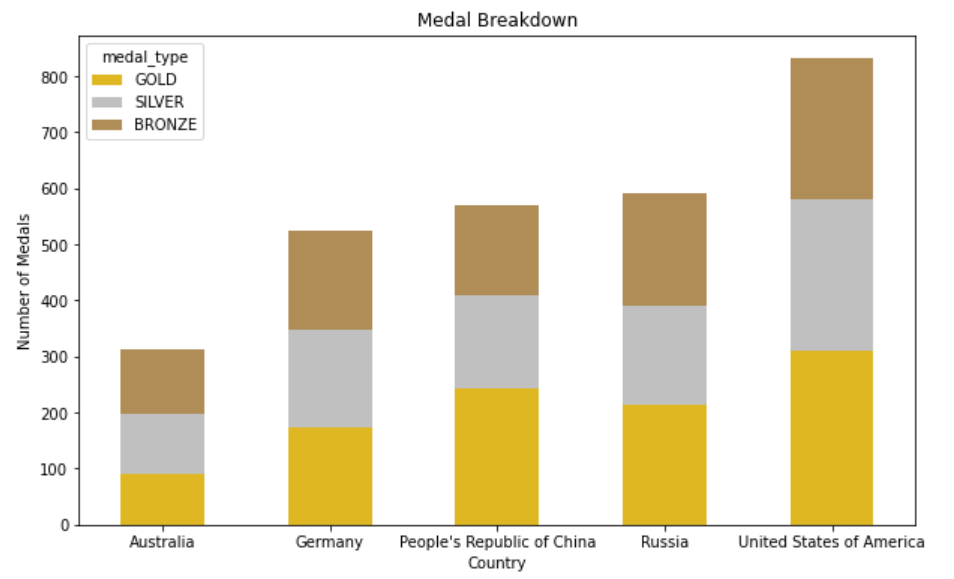 Medal Breakdown
medal_type
GOLD
SILVER
BRONZE
Number of Medals
800
700
600
500
400
300
200
100
0
Australia
Germany
People's Republic of China
Russia
United States of America
Country